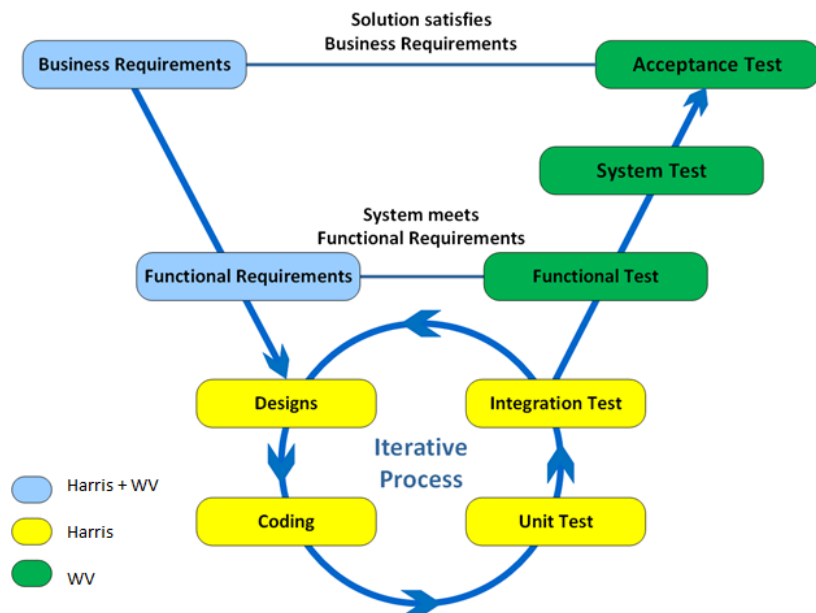 Solution satisfies
Business Requirements
Business Requirements
Acceptance Test
System Test
System meets
Functional Requirements
Functional Requirements
Functional Test
Designs
Integration Test
Iterative
Process
Coding
Unit Test
Harris + WV
Harris
WV